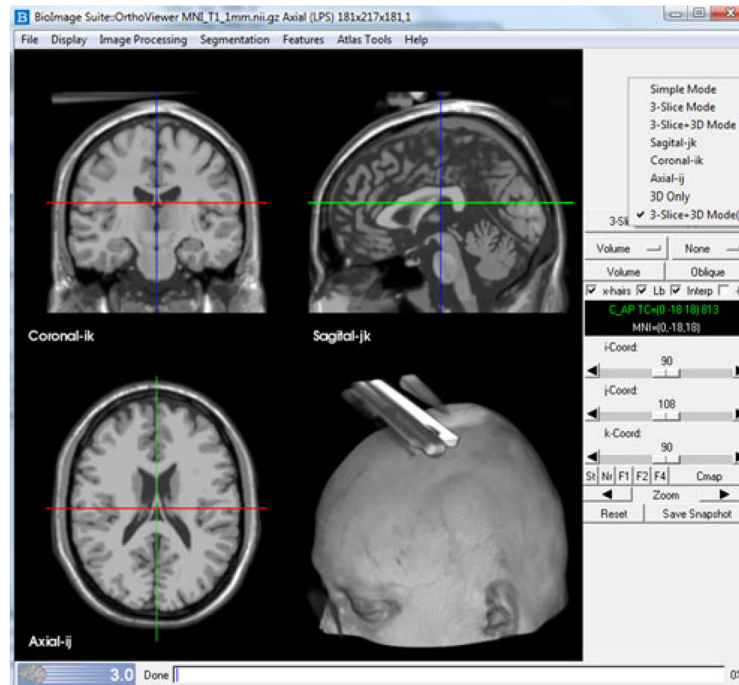 BioImage Suite::OrthoViewer MNI_T1_1mm.nii.gz Axial (LPS) 181x217x181,1
File Display Image Processing Segmentation Features Atlas Tools Help
Simple Mode
3-Slice Mode
3-Slice+3D Mode
Sagital-jk
Coronal-ik
Axial-ij
3D Only
3-Slice+3D Mode(
Volume None
Volume Oblique
x-hairs Lb Interp
C_AP TC=(0 -18 18) 813
MNI=(0,-18,18)
i-Coord:
90
j-Coord:
108
k-Coord:
90
St Nr F1 F2 F4 Cmap
Zoom
Reset Save Snapshot
Coronal-ik
Sagital-jk
Axial-ij
3.0 Done 0%